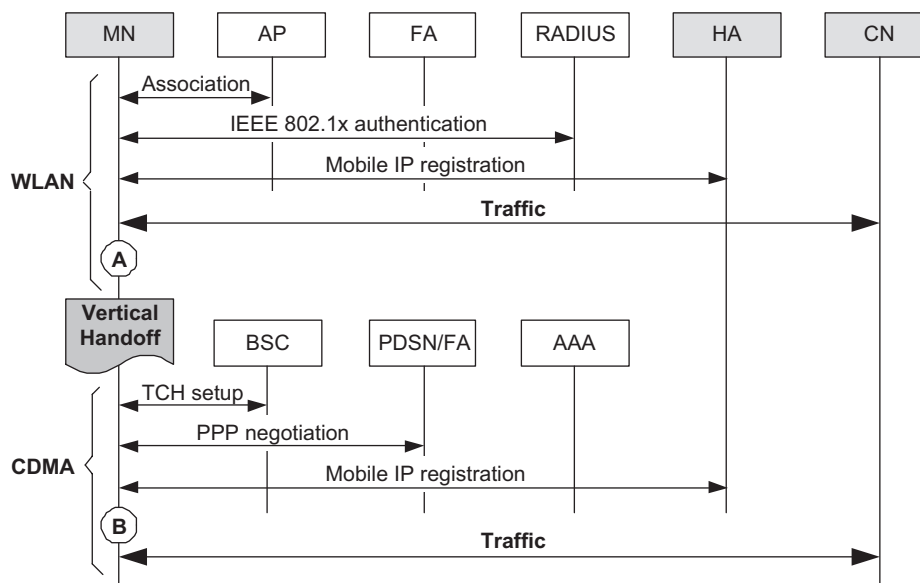 MN AP FA RADIUS HA CN
Association
IEEE 802.1x authentication
Mobile IP registration
WLAN
Traffic
A
Vertical
Handoff
BSC PDSN/FA AAA
TCH setup
PPP negotiation
CDMA
Mobile IP registration
B
Traffic